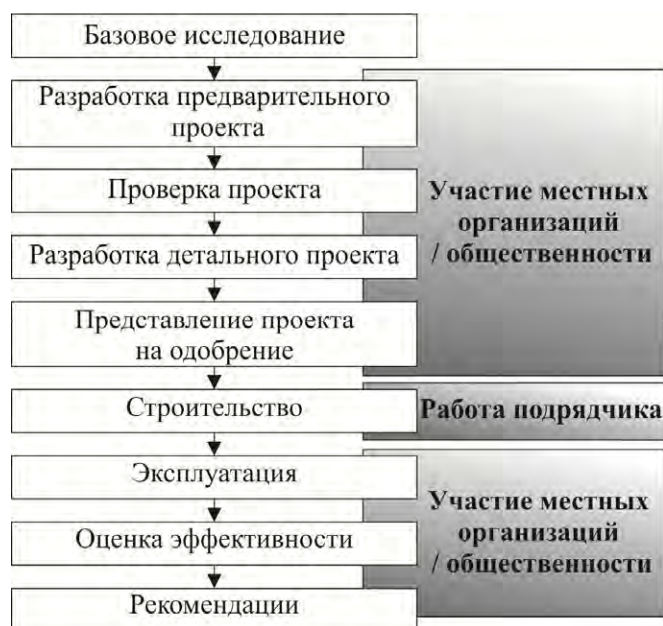 Базовое исследование
Разработка предварительного
проекта
Проверка проекта
Разработка детального проекта
Представление проекта
на одобрение
Строительство
Эксплуатация
Оценка эффективности
Рекомендации
Участие местных
организаций
/ общественности
Работа подрядчика
Участие местных
организаций
/ общественности